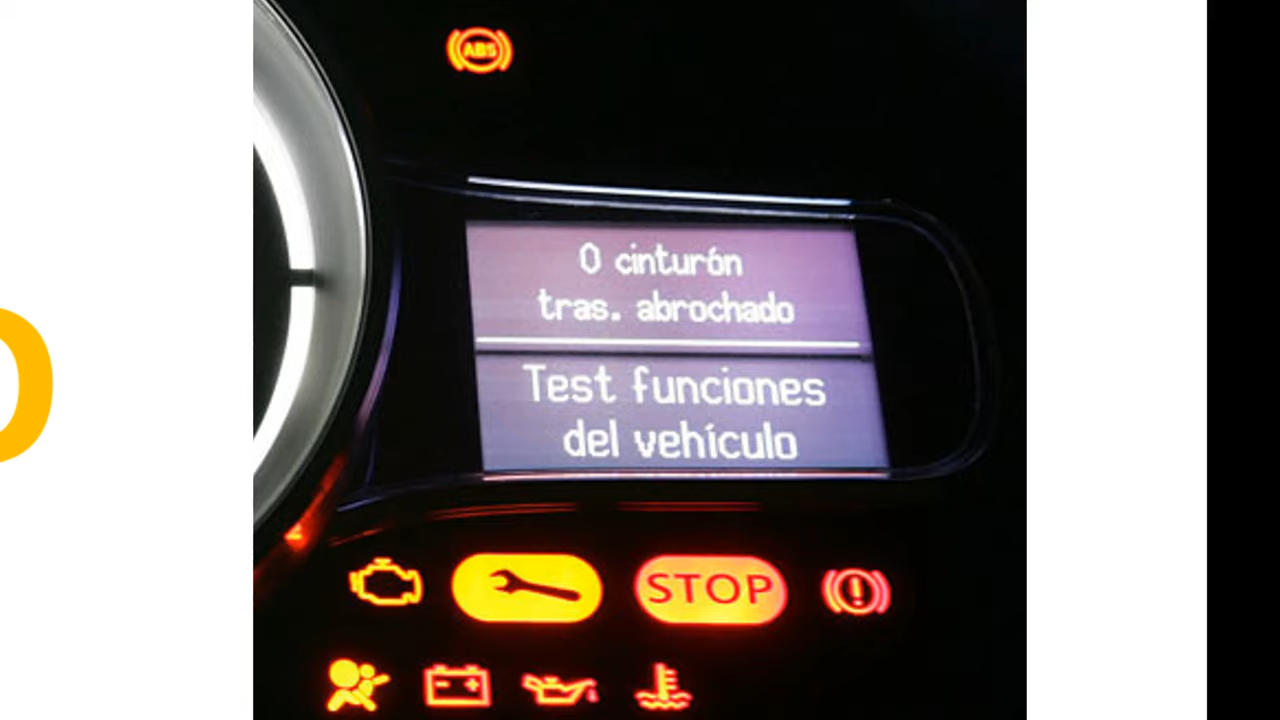 ABS
0 cinturón
tras. abrochado
Test funciones
del vehículo
STOP